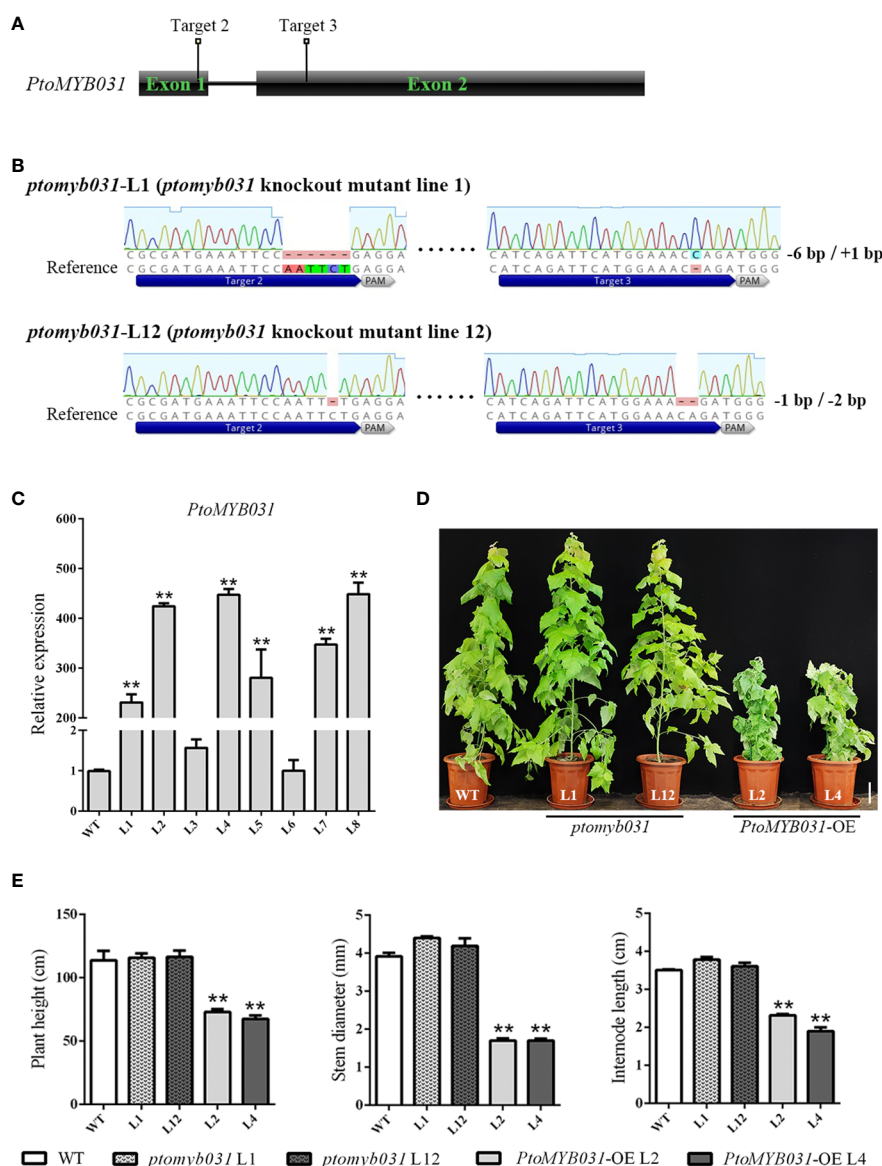 A
Target 2
Target 3
PtoMYB031
Exon 1
Exon 2
B
ptomyb031-L1 (ptomyb031 knockout mutant line 1)
CGCGATGAAATTCC------GAGGA ...... CATCAGATTCATGGAAACCAGATGGG
-6 bp / +1 bp
Reference CGCGATGAAATTCCAATTCTGAGGA CATCAGATTCATGGAAAC-AGATGGG
Target 2 PAM Target 3 PAM
ptomyb031-L12 (ptomyb031 knockout mutant line 12)
CGCGATGAAATTCCAATT-TGAGGA ...... CATCAGATTCATGGAAA--GATGGG
-1 bp / -2 bp
Reference CGCGATGAAATTCCAATTCTGAGGA CATCAGATTCATGGAAACAGATGGG
Target 2 PAM Target 3 PAM
C
PtoMYB031
Relative expression
600
500
400
300
200
2
1
0
** ** ** ** ** **
WT L1 L2 L3 L4 L5 L6 L7 L8
D
WT L1 L12 L2 L4
ptomyb031 PtoMYB031-OE
E
Plant height (cm)
150
100
50
0
** **
WT L1 L12 L2 L4
Stem diameter (mm)
5
4
3
2
1
0
** **
WT L1 L12 L2 L4
Internode length (cm)
5
4
3
2
1
0
** **
WT L1 L12 L2 L4
WT ptomyb031 L1 ptomyb031 L12 PtoMYB031-OE L2 PtoMYB031-OE L4